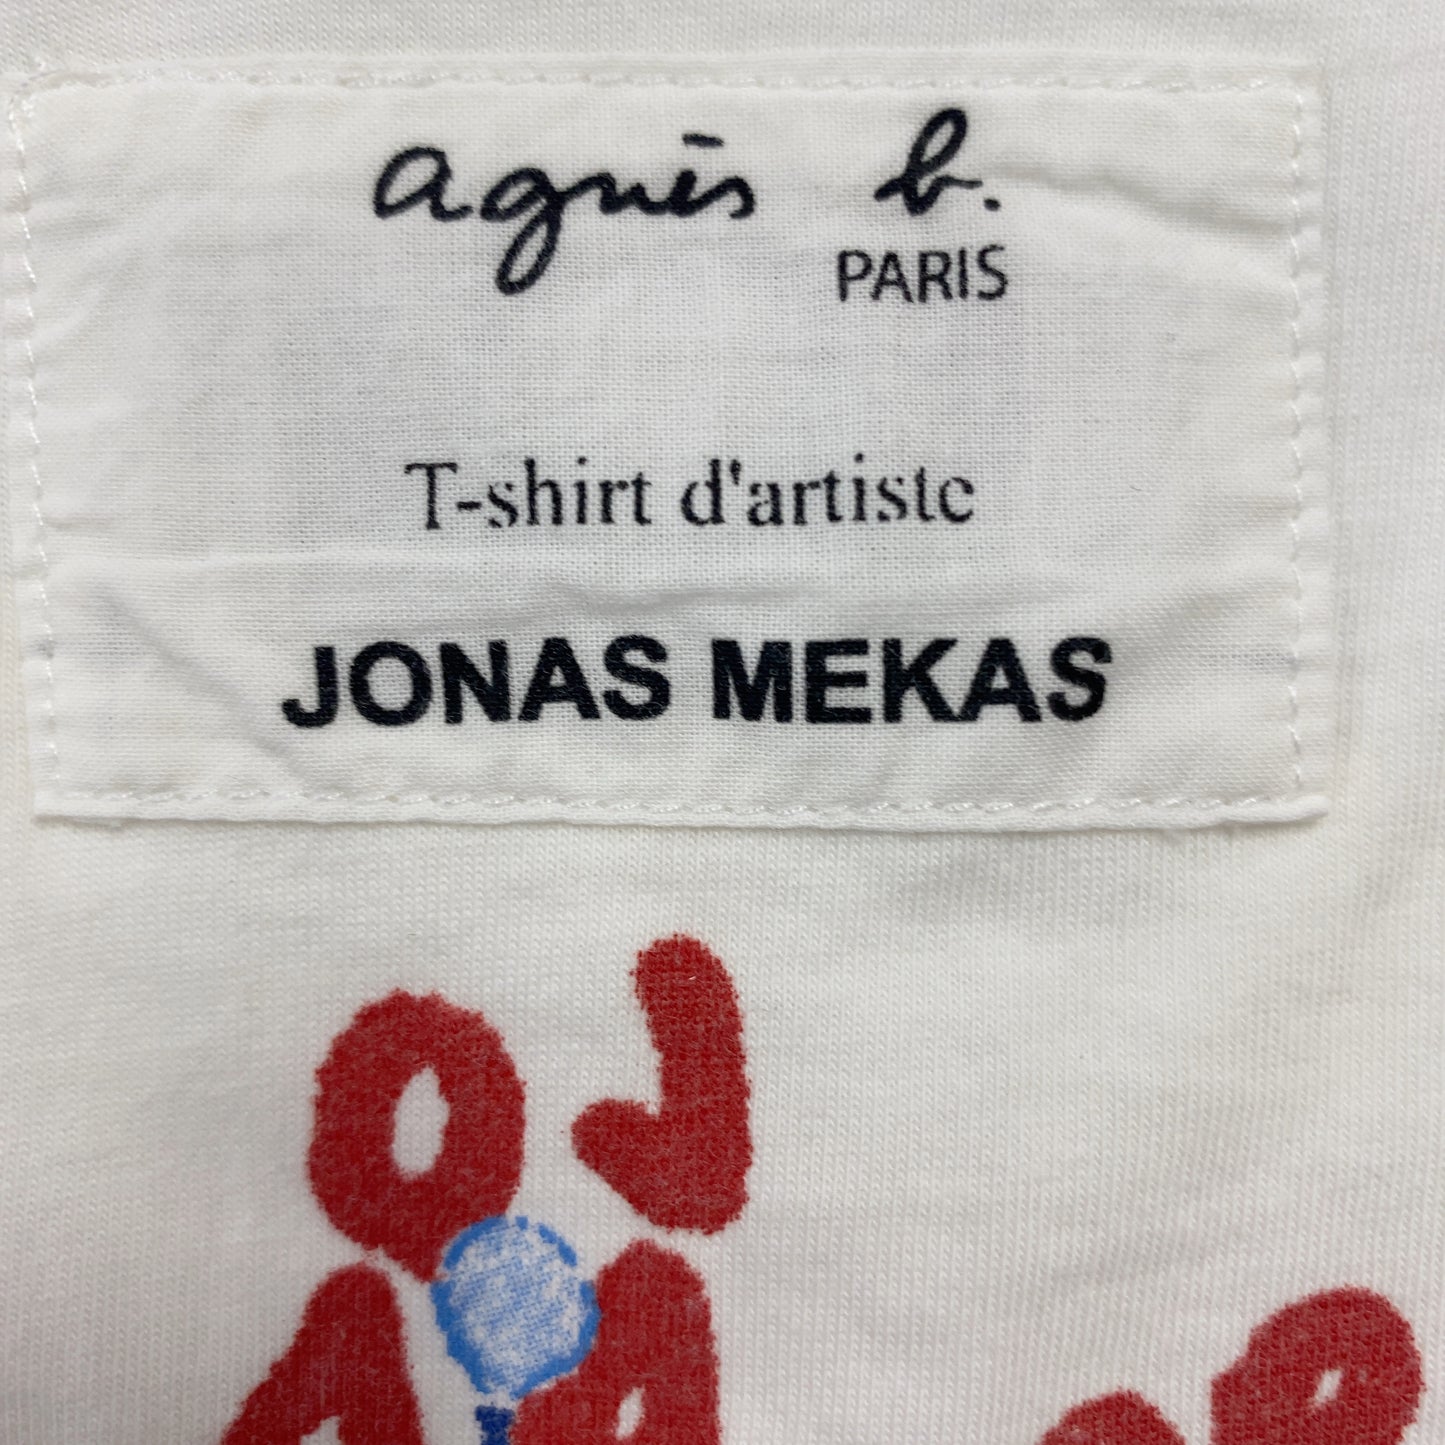 agnès b.
PARIS
T-shirt d'artiste
JONAS MEKAS